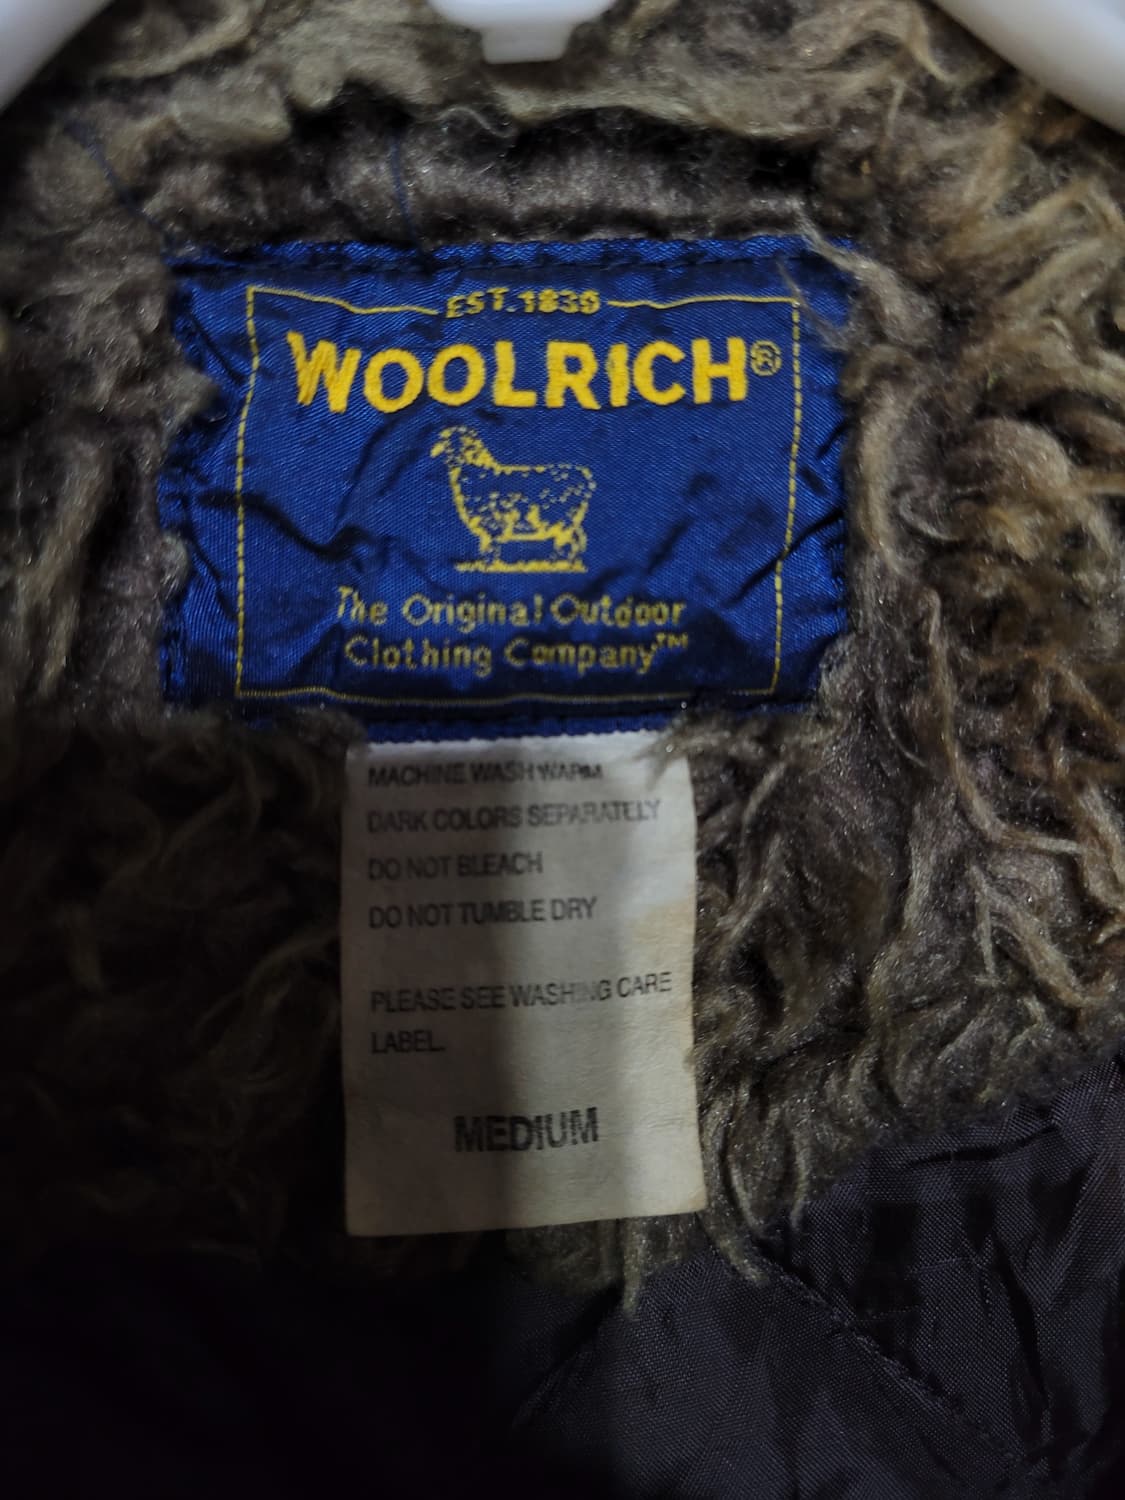 EST. 1830
WOOLRICH®
The Original Outdoor
Clothing Company™
MACHINE WASH WARM
DARK COLORS SEPARATELY
DO NOT BLEACH
DO NOT TUMBLE DRY
PLEASE SEE WASHING CARE
LABEL.
MEDIUM